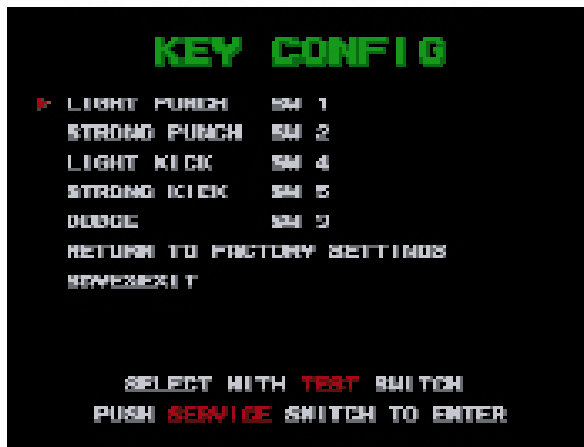 KEY CONFIG
LIGHT PUNCH SW 1
STRONG PUNCH SW 2
LIGHT KICK SW 4
STRONG KICK SW 5
DODGE SW 3
RETURN TO FACTORY SETTINGS
SAVE&EXIT
SELECT WITH TEST SWITCH
PUSH SERVICE SWITCH TO ENTER